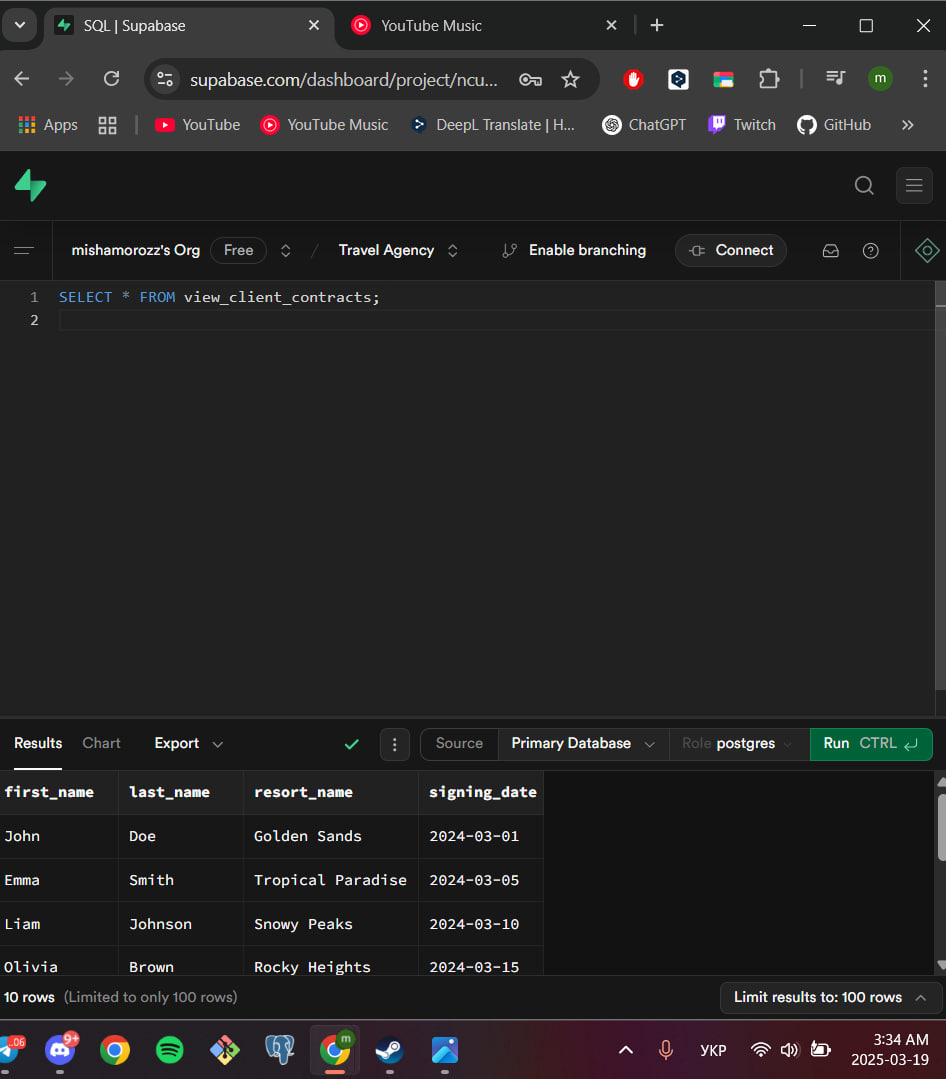 SQL | Supabase
YouTube Music
supabase.com/dashboard/project/ncu...
m
Apps
YouTube
YouTube Music
DeepL Translate | H...
ChatGPT
Twitch
GitHub
mishamorozz's Org Free / Travel Agency Enable branching Connect
1 SELECT * FROM view_client_contracts;
2
Results Chart Export Source Primary Database Role postgres Run CTRL
first_name last_name resort_name signing_date
John Doe Golden Sands 2024-03-01
Emma Smith Tropical Paradise 2024-03-05
Liam Johnson Snowy Peaks 2024-03-10
Olivia Brown Rocky Heights 2024-03-15
10 rows (Limited to only 100 rows) Limit results to: 100 rows
9+
m
УКР
3:34 AM
2025-03-19